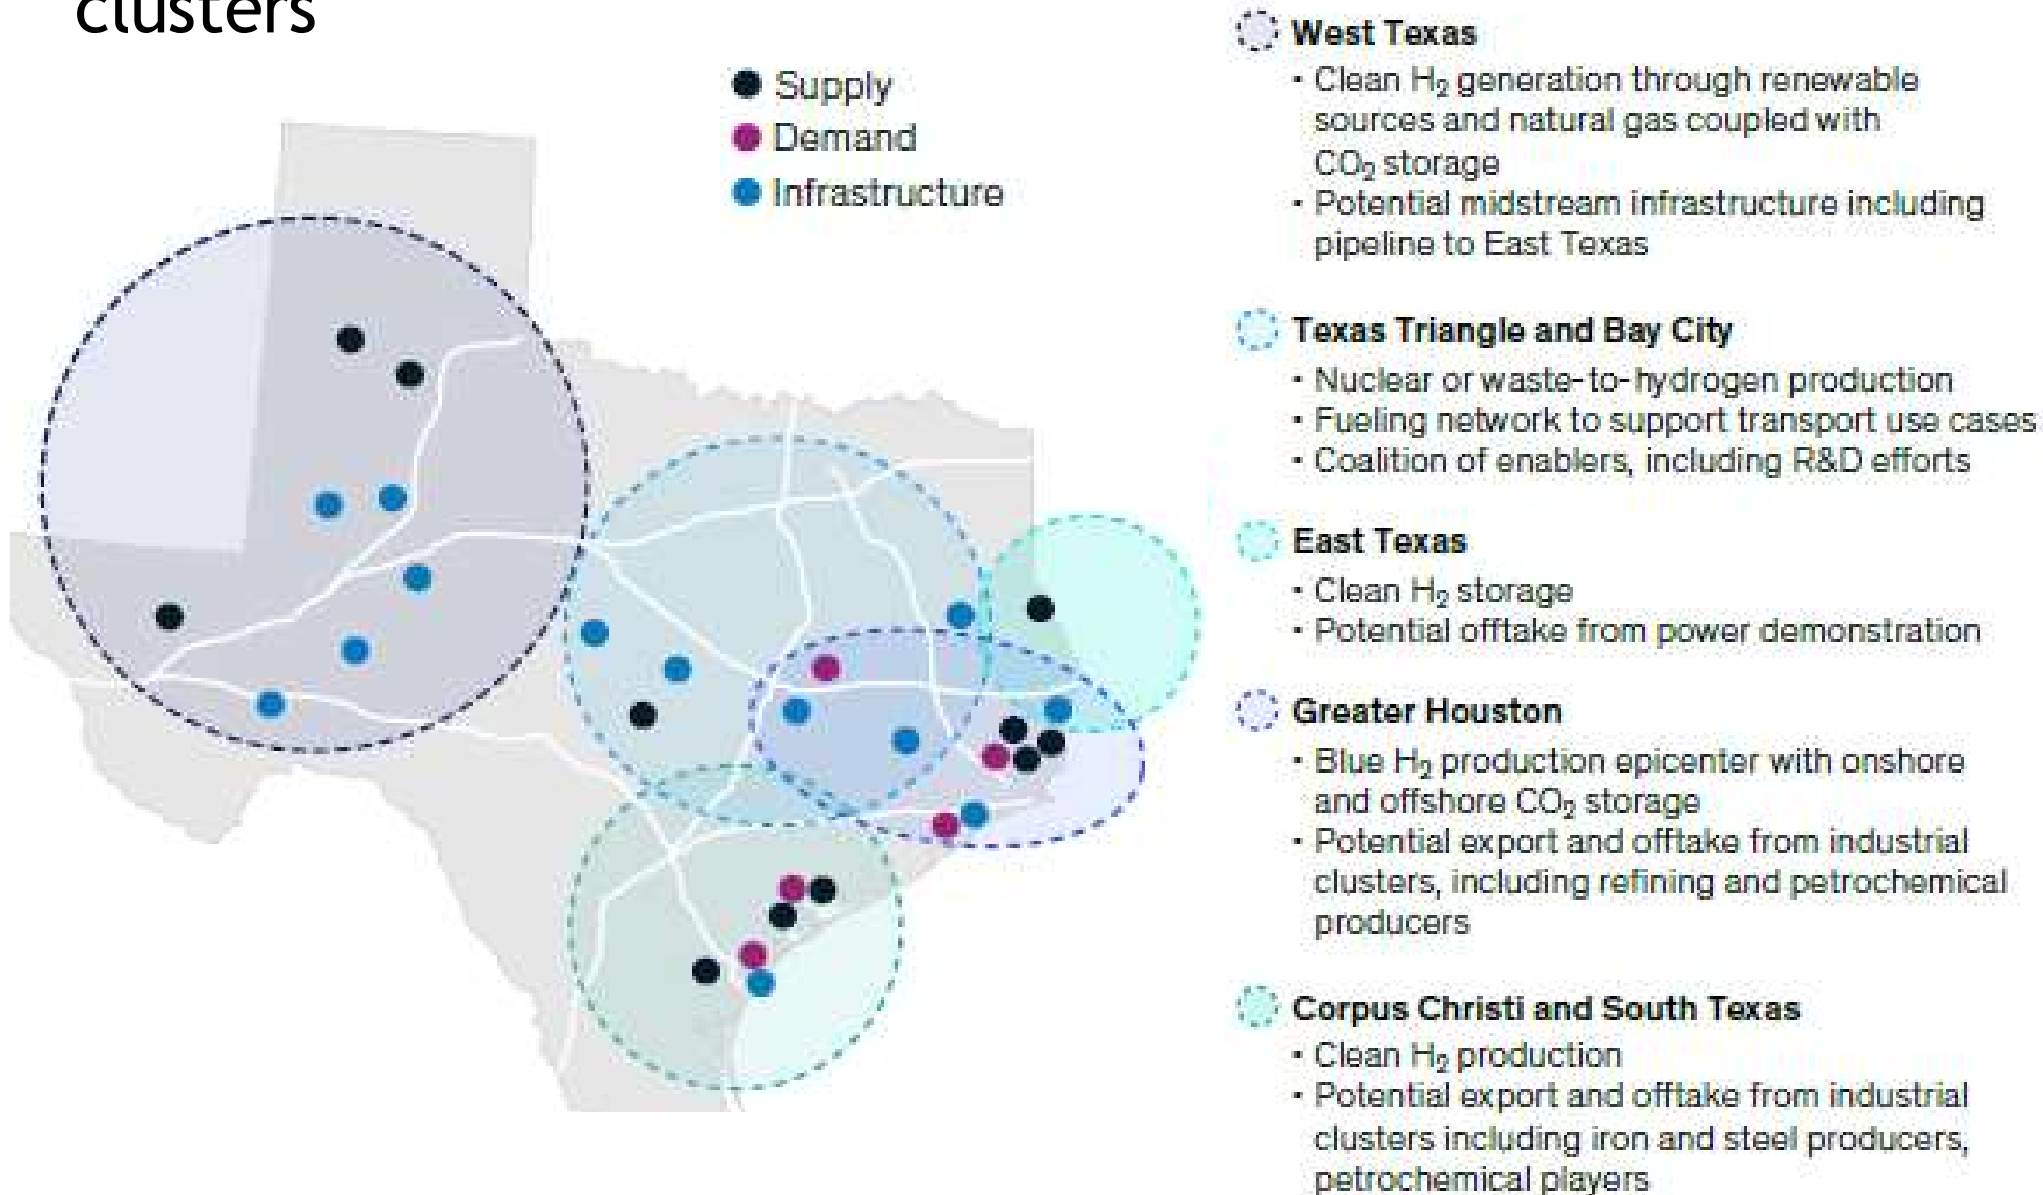 clusters
Supply
Demand
Infrastructure
West Texas
• Clean H₂ generation through renewable
sources and natural gas coupled with
CO₂ storage
• Potential midstream infrastructure including
pipeline to East Texas
Texas Triangle and Bay City
• Nuclear or waste-to-hydrogen production
• Fueling network to support transport use cases
• Coalition of enablers, including R&D efforts
East Texas
• Clean H₂ storage
• Potential offtake from power demonstration
Greater Houston
• Blue H₂ production epicenter with onshore
and offshore CO₂ storage
• Potential export and offtake from industrial
clusters, including refining and petrochemical
producers
Corpus Christi and South Texas
• Clean H₂ production
• Potential export and offtake from industrial
clusters including iron and steel producers,
petrochemical players